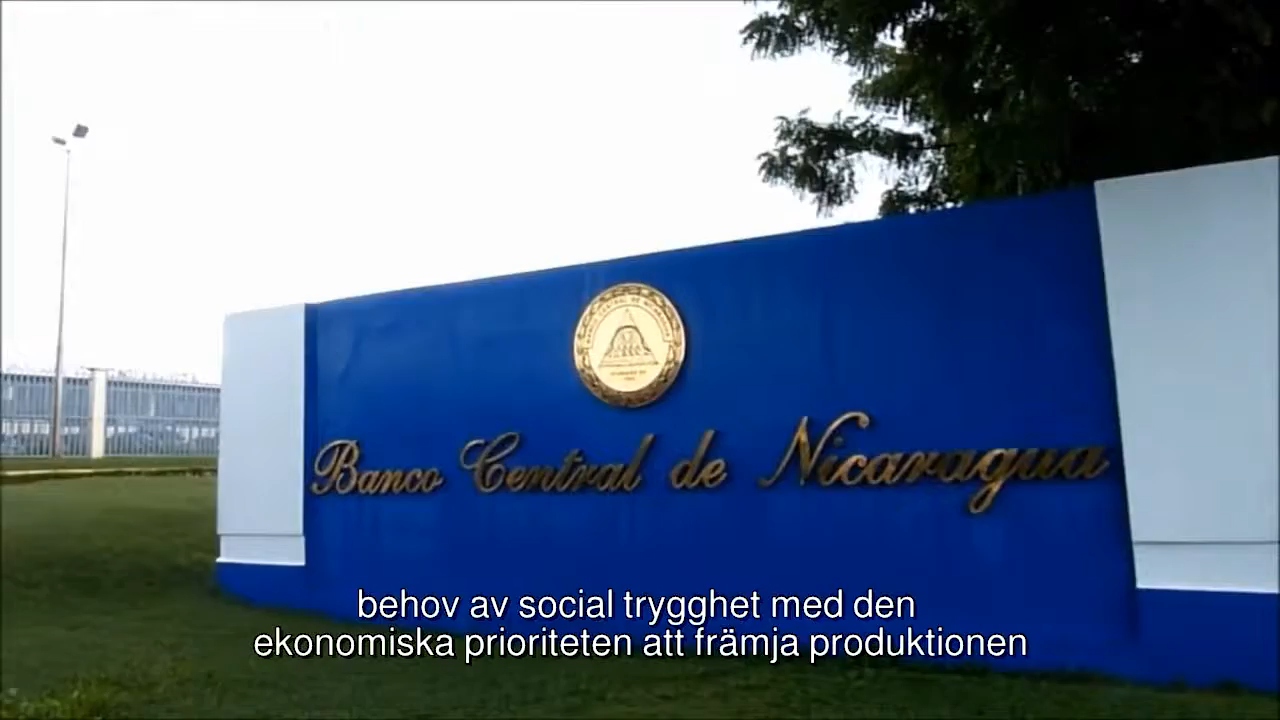 Banco Central de Nicaragua
behov av social trygghet med den
ekonomiska prioriteten att främja produktionen